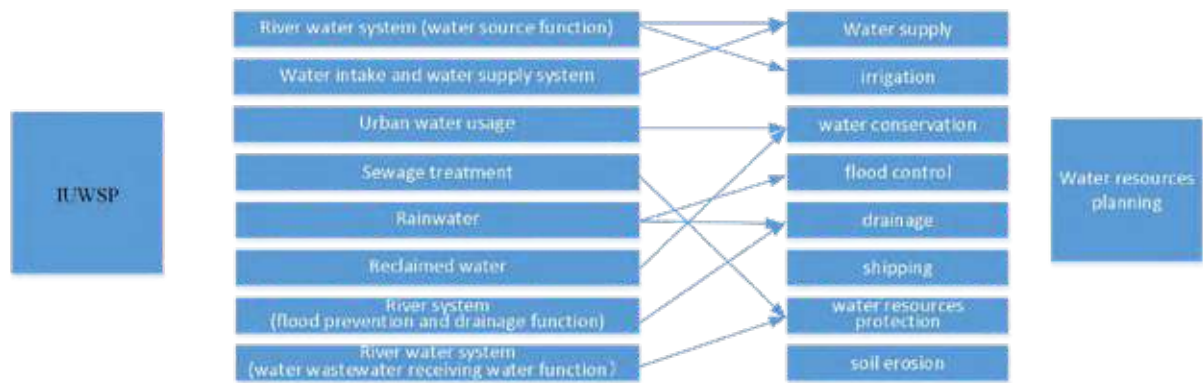 IUWSP
River water system (water source function)
Water intake and water supply system
Urban water usage
Sewage treatment
Rainwater
Reclaimed water
River system
(flood prevention and drainage function)
River water system
(water wastewater receiving water function)
Water supply
irrigation
water conservation
flood control
drainage
shipping
water resources
protection
soil erosion
Water resources
planning